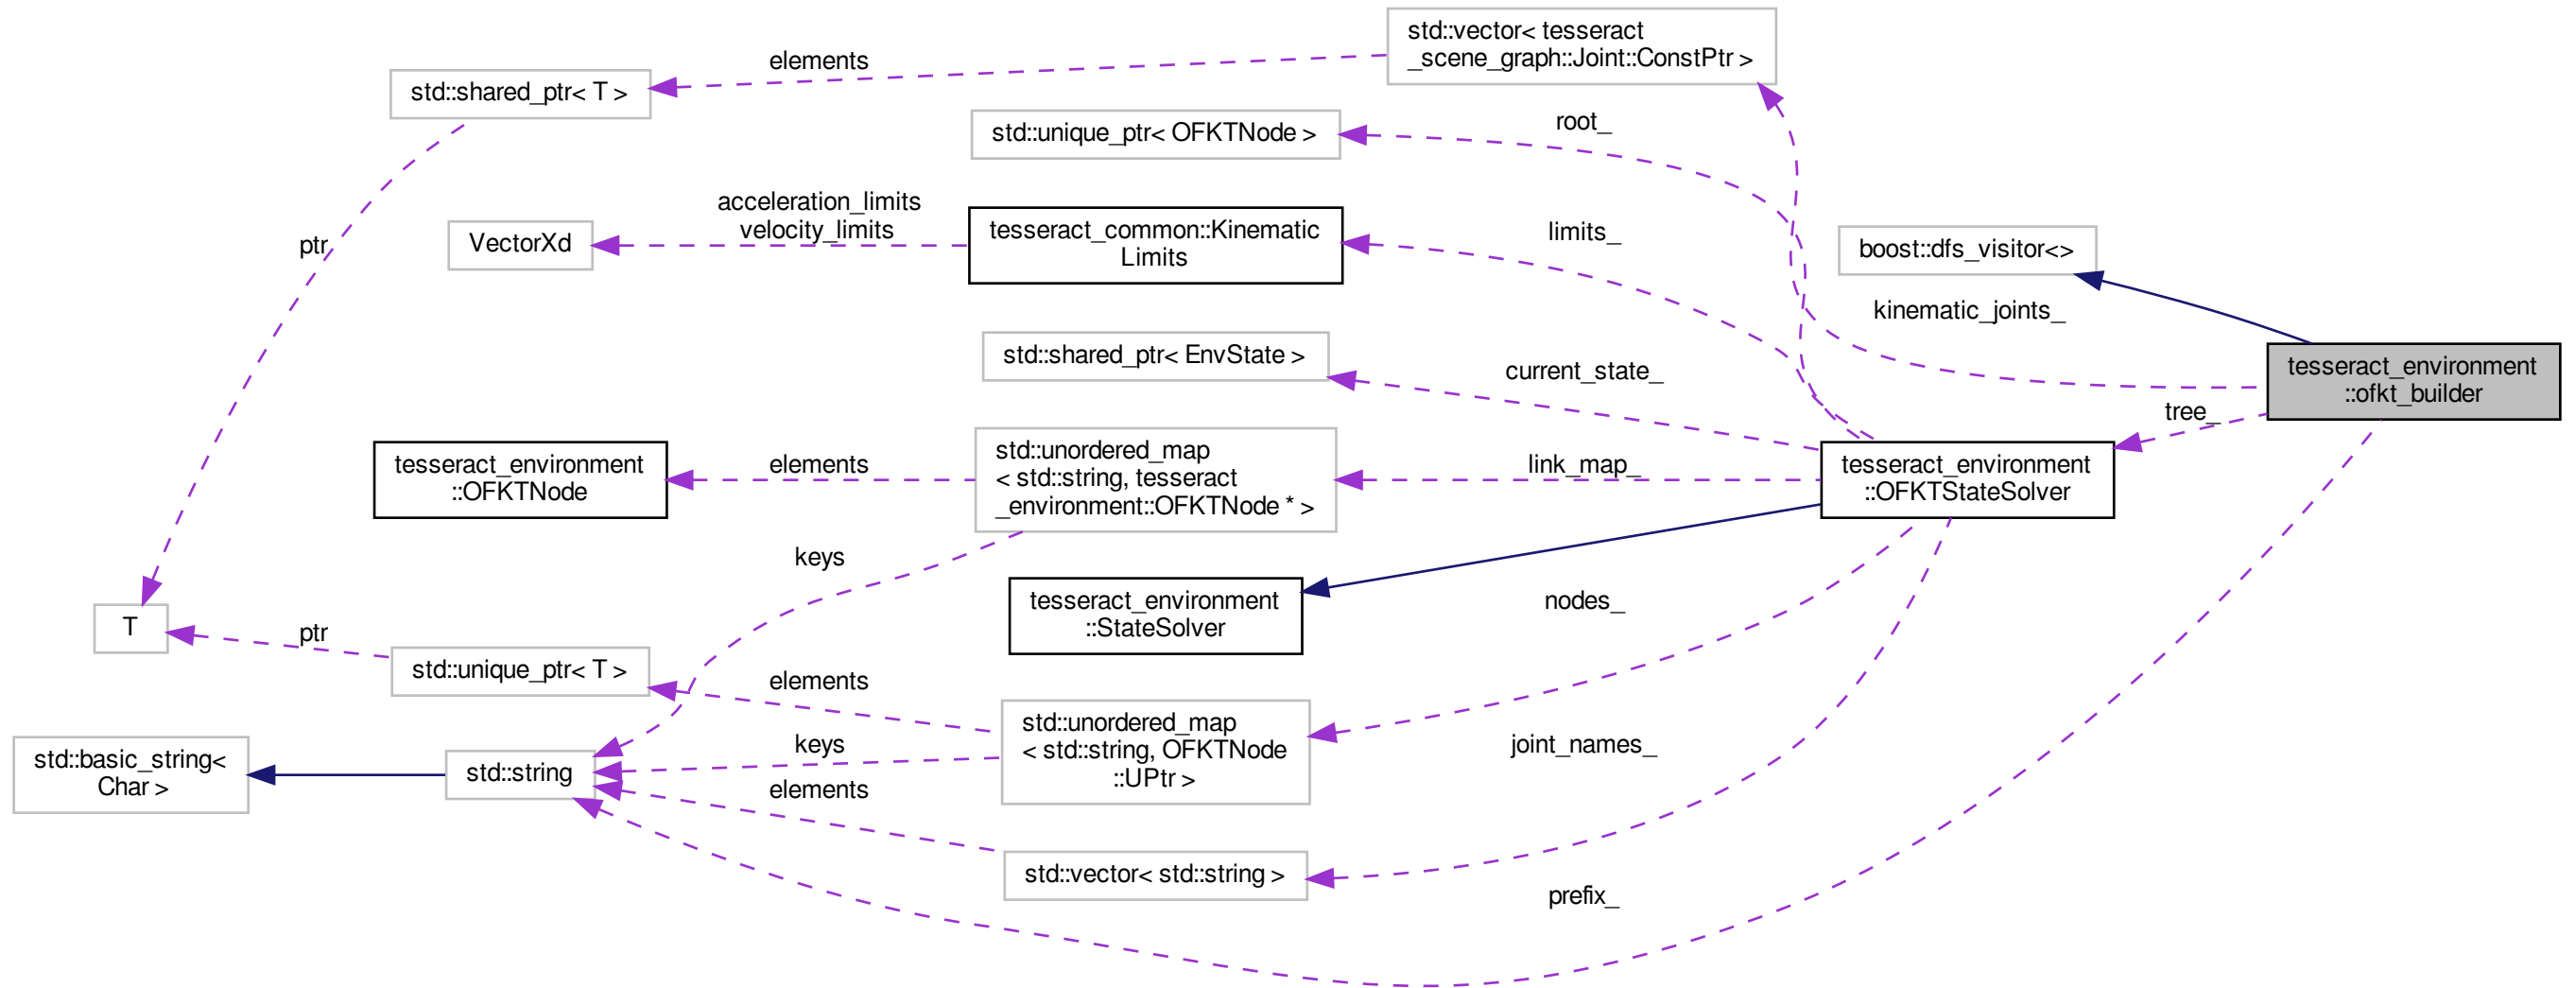 std::vector< tesseract
_scene_graph::Joint::ConstPtr >
elements
std::shared_ptr< T >
root_
std::unique_ptr< OFKTNode >
acceleration_limits
velocity_limits
tesseract_common::Kinematic
Limits
limits_
VectorXd
ptr
boost::dfs_visitor<>
kinematic_joints_
std::shared_ptr< EnvState >
current_state_
tesseract_environment
::ofkt_builder
tree_
tesseract_environment
::OFKTNode
elements
std::unordered_map
< std::string, tesseract
_environment::OFKTNode * >
link_map_
tesseract_environment
::OFKTStateSolver
keys
tesseract_environment
::StateSolver
nodes_
T
ptr
std::unique_ptr< T >
elements
std::unordered_map
< std::string, OFKTNode
::UPtr >
keys
joint_names_
std::basic_string<
Char >
std::string
elements
std::vector< std::string >
prefix_